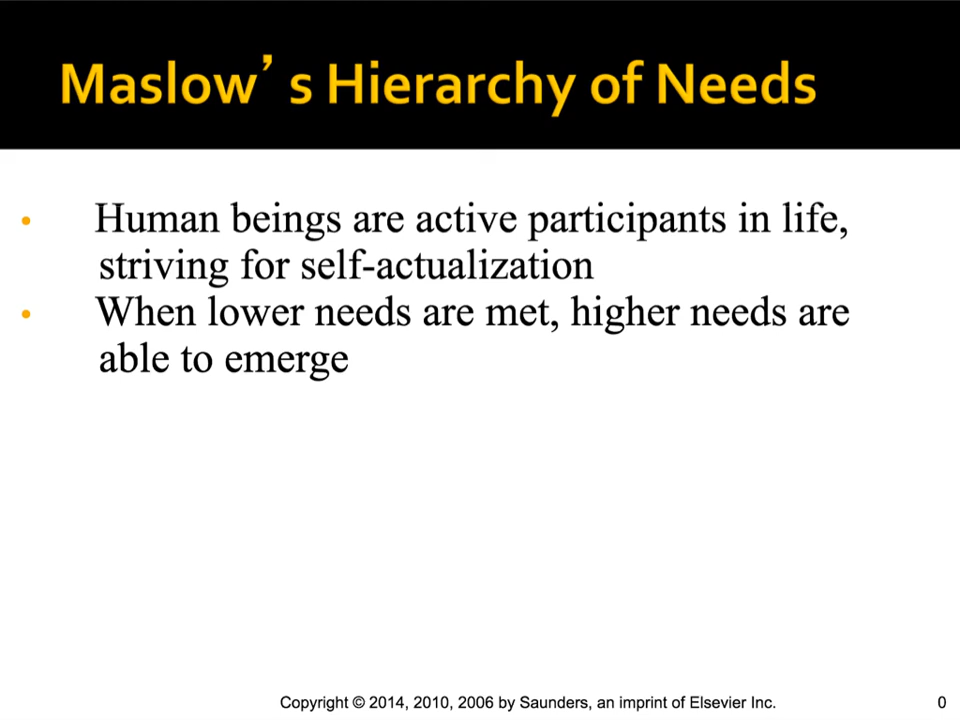 Maslow’s Hierarchy of Needs
• Human beings are active participants in life,
striving for self-actualization
• When lower needs are met, higher needs are
able to emerge
Copyright © 2014, 2010, 2006 by Saunders, an imprint of Elsevier Inc. 0